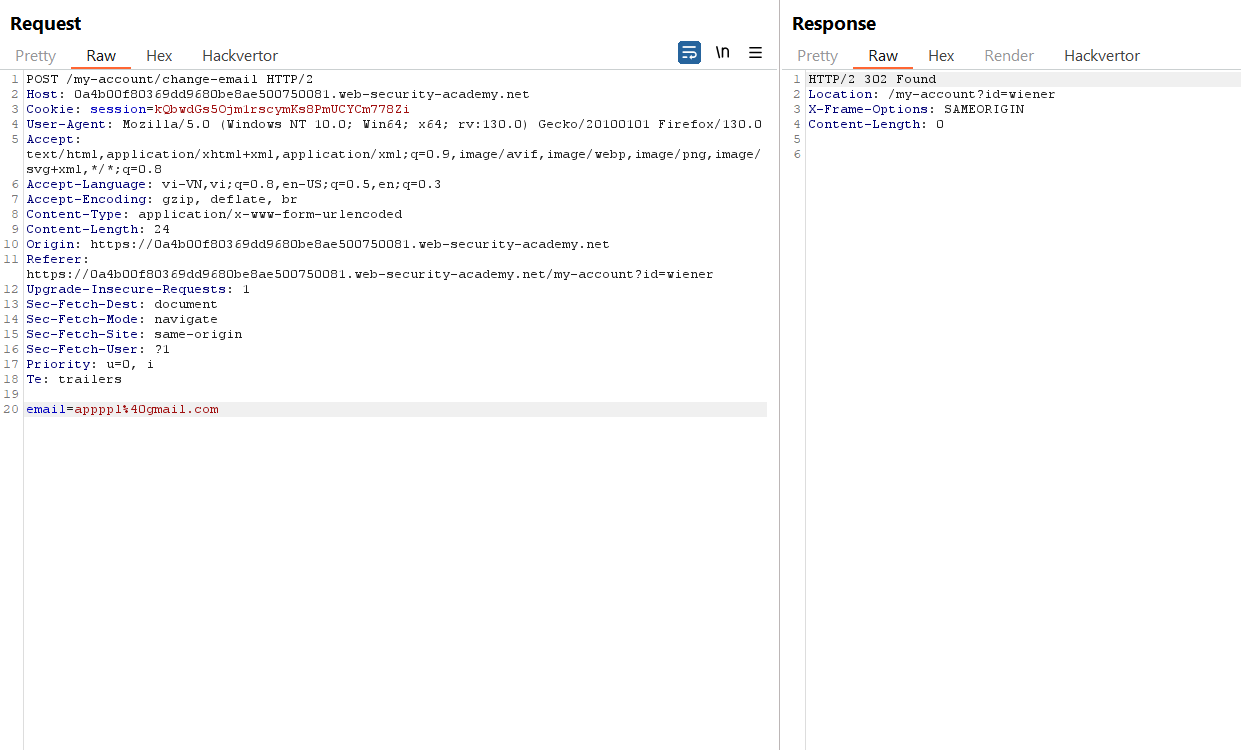 Request
Pretty Raw Hex Hackvertor
\n
1 POST /my-account/change-email HTTP/2
2 Host: 0a4b00f80369dd9680be8ae500750081.web-security-academy.net
3 Cookie: session=kQbwdGs5Ojm1rscymKs8PmUCYCm778Zi
4 User-Agent: Mozilla/5.0 (Windows NT 10.0; Win64; x64; rv:130.0) Gecko/20100101 Firefox/130.0
5 Accept:
text/html,application/xhtml+xml,application/xml;q=0.9,image/avif,image/webp,image/png,image/
svg+xml,*/*;q=0.8
6 Accept-Language: vi-VN,vi;q=0.8,en-US;q=0.5,en;q=0.3
7 Accept-Encoding: gzip, deflate, br
8 Content-Type: application/x-www-form-urlencoded
9 Content-Length: 24
10 Origin: https://0a4b00f80369dd9680be8ae500750081.web-security-academy.net
11 Referer:
https://0a4b00f80369dd9680be8ae500750081.web-security-academy.net/my-account?id=wiener
12 Upgrade-Insecure-Requests: 1
13 Sec-Fetch-Dest: document
14 Sec-Fetch-Mode: navigate
15 Sec-Fetch-Site: same-origin
16 Sec-Fetch-User: ?1
17 Priority: u=0, i
18 Te: trailers
19
20 email=apppp1%40gmail.com
Response
Pretty Raw Hex Render Hackvertor
1 HTTP/2 302 Found
2 Location: /my-account?id=wiener
3 X-Frame-Options: SAMEORIGIN
4 Content-Length: 0
5
6